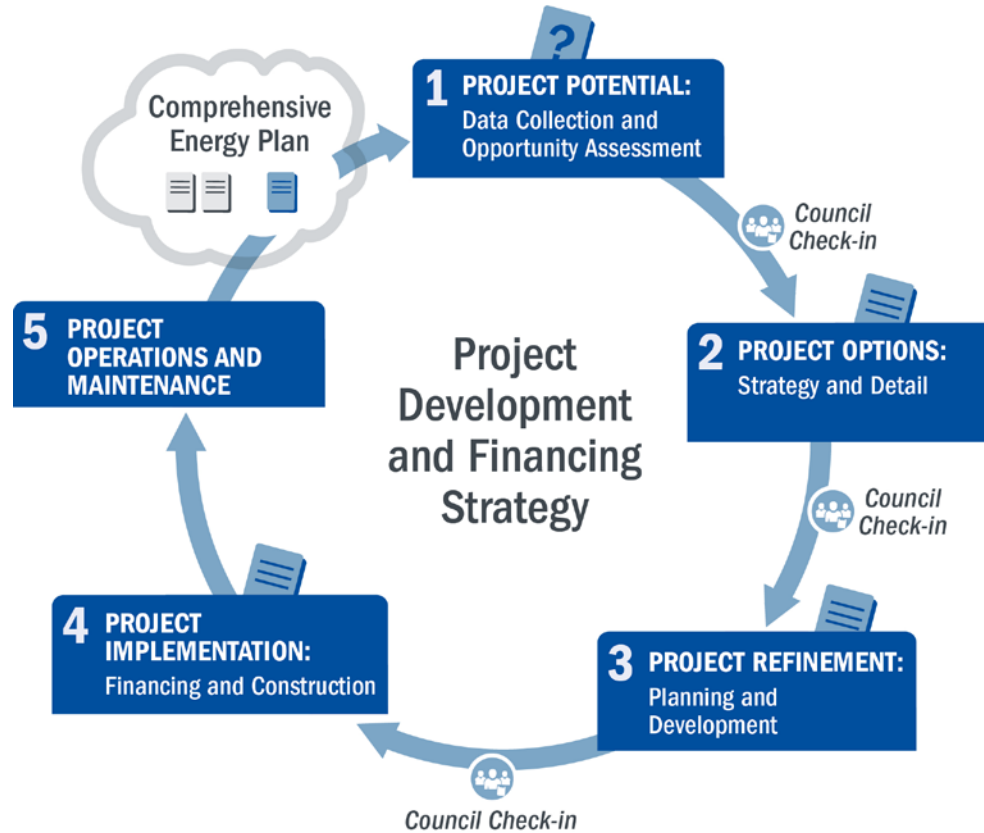 Comprehensive
Energy Plan
?
1 PROJECT POTENTIAL:
Data Collection and
Opportunity Assessment
Council
Check-in
2 PROJECT OPTIONS:
Strategy and Detail
Council
Check-in
3 PROJECT REFINEMENT:
Planning and
Development
Council Check-in
4 PROJECT
IMPLEMENTATION:
Financing and Construction
5 PROJECT
OPERATIONS AND
MAINTENANCE
Project
Development
and Financing
Strategy